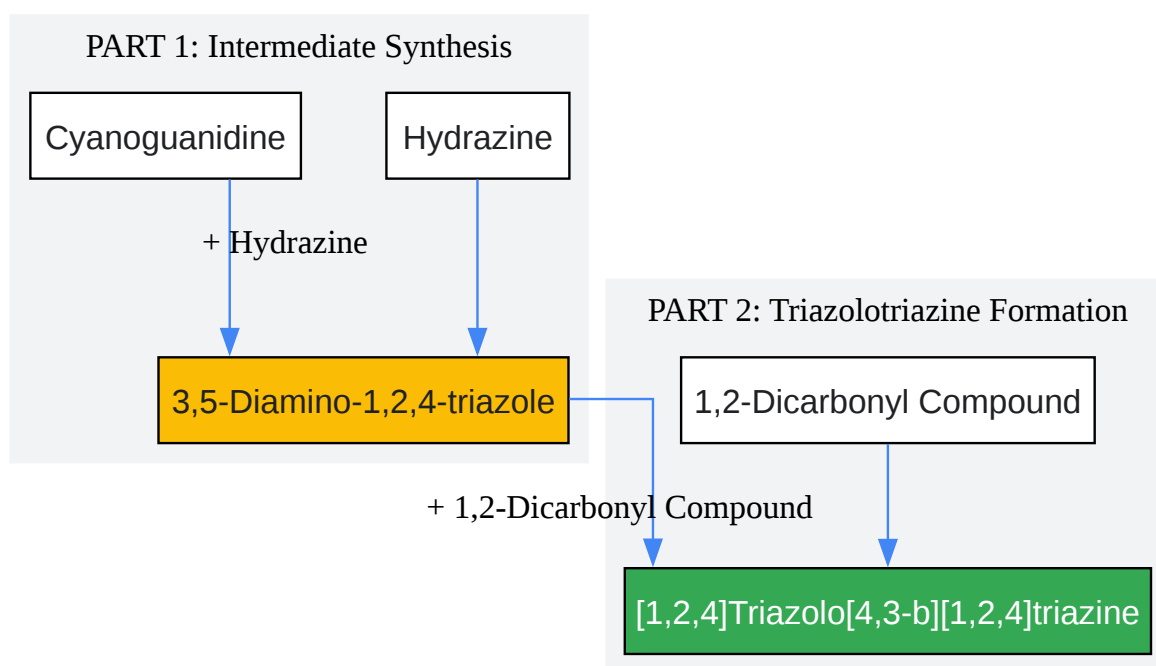 PART 1: Intermediate Synthesis
Cyanoguanidine
Hydrazine
+ Hydrazine
PART 2: Triazolotriazine Formation
3,5-Diamino-1,2,4-triazole
1,2-Dicarbonyl Compound
+ 1,2-Dicarbonyl Compound
[1,2,4]Triazolo[4,3-b][1,2,4]triazine